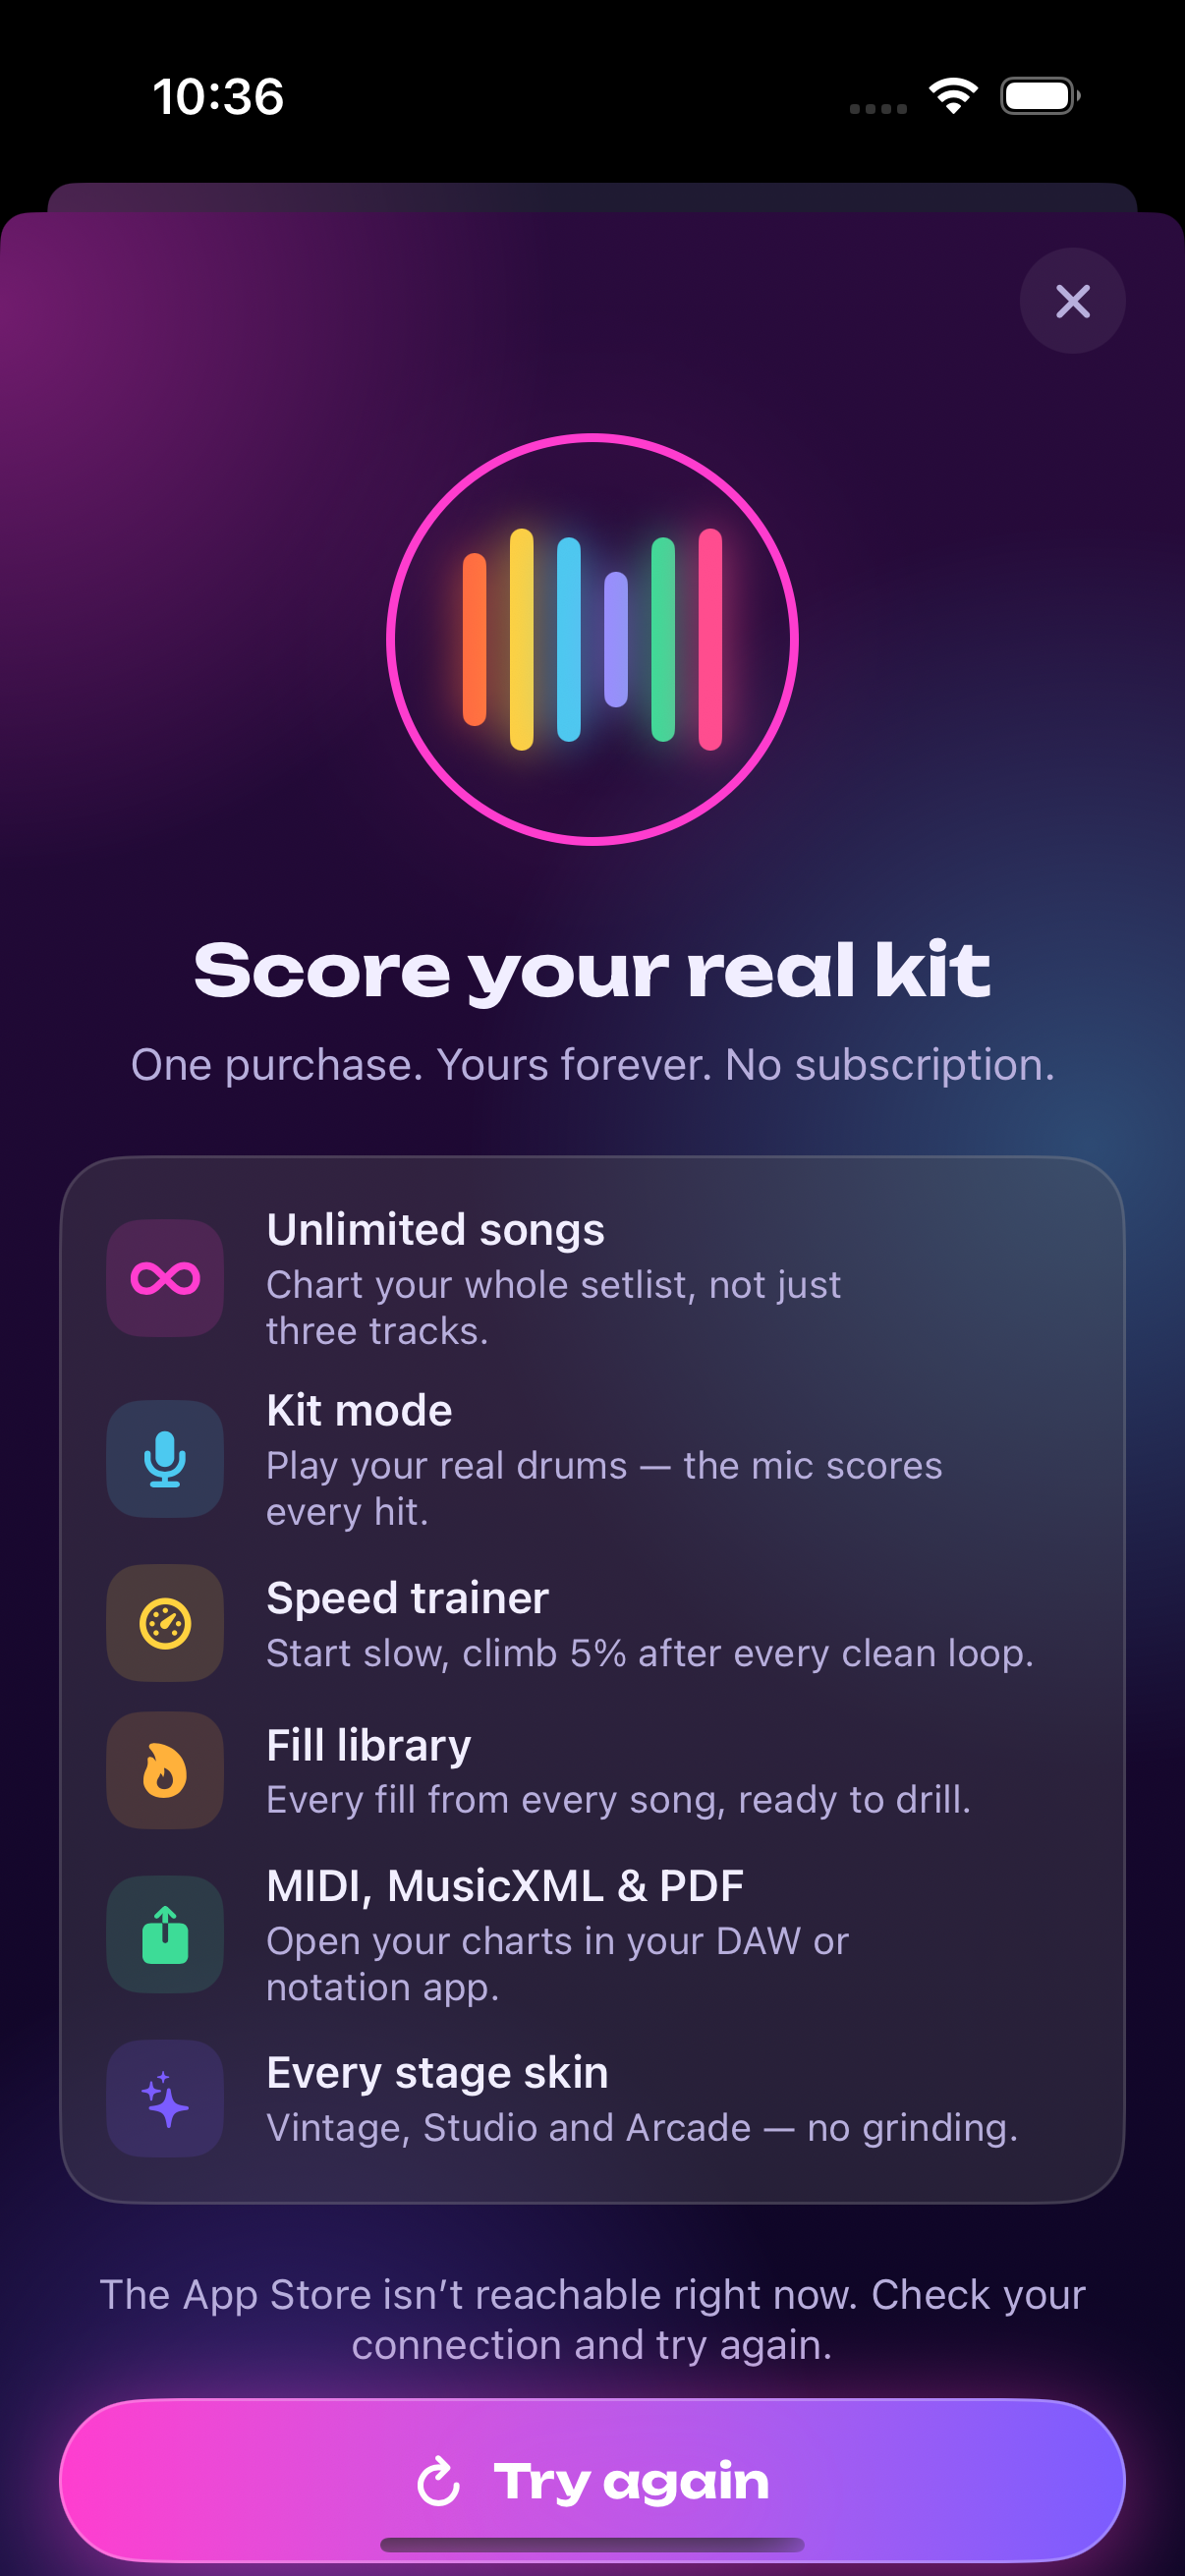 10:36
Score your real kit
One purchase. Yours forever. No subscription.
Unlimited songs
Chart your whole setlist, not just
three tracks.
Kit mode
Play your real drums — the mic scores
every hit.
Speed trainer
Start slow, climb 5% after every clean loop.
Fill library
Every fill from every song, ready to drill.
MIDI, MusicXML & PDF
Open your charts in your DAW or
notation app.
Every stage skin
Vintage, Studio and Arcade — no grinding.
The App Store isn’t reachable right now. Check your
connection and try again.
Try again